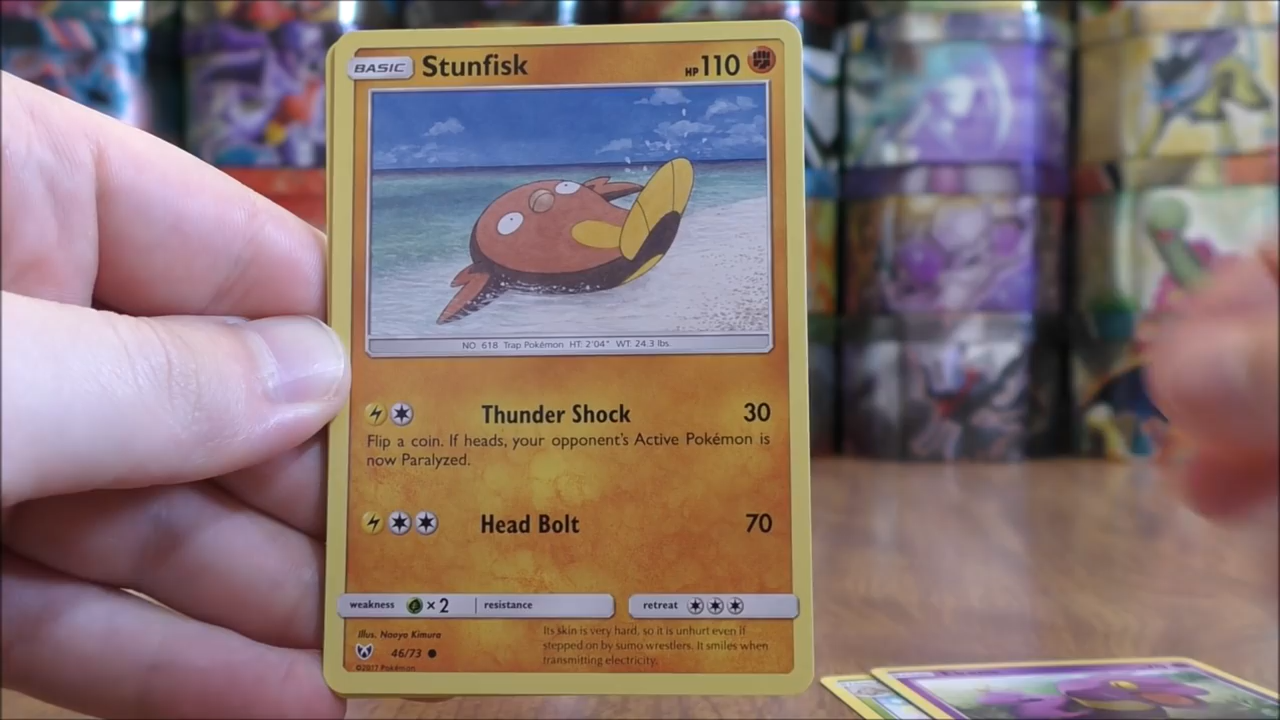 BASIC Stunfisk HP 110
NO. 618 Trap Pokémon HT: 2'04" WT: 24.3 lbs.
Thunder Shock 30
Flip a coin. If heads, your opponent's Active Pokémon is
now Paralyzed.
Head Bolt 70
weakness ×2 resistance retreat
Illus. Naoyo Kimura
46/73
©2017 Pokémon
Its skin is very hard, so it is unhurt even if
stepped on by sumo wrestlers. It smiles when
transmitting electricity.